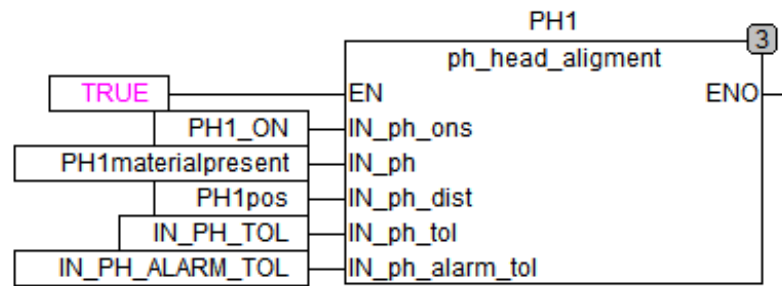 PH1
3
ph_head_aligment
TRUE EN ENO
PH1_ON IN_ph_ons
PH1materialpresent IN_ph
PH1pos IN_ph_dist
IN_PH_TOL IN_ph_tol
IN_PH_ALARM_TOL IN_ph_alarm_tol